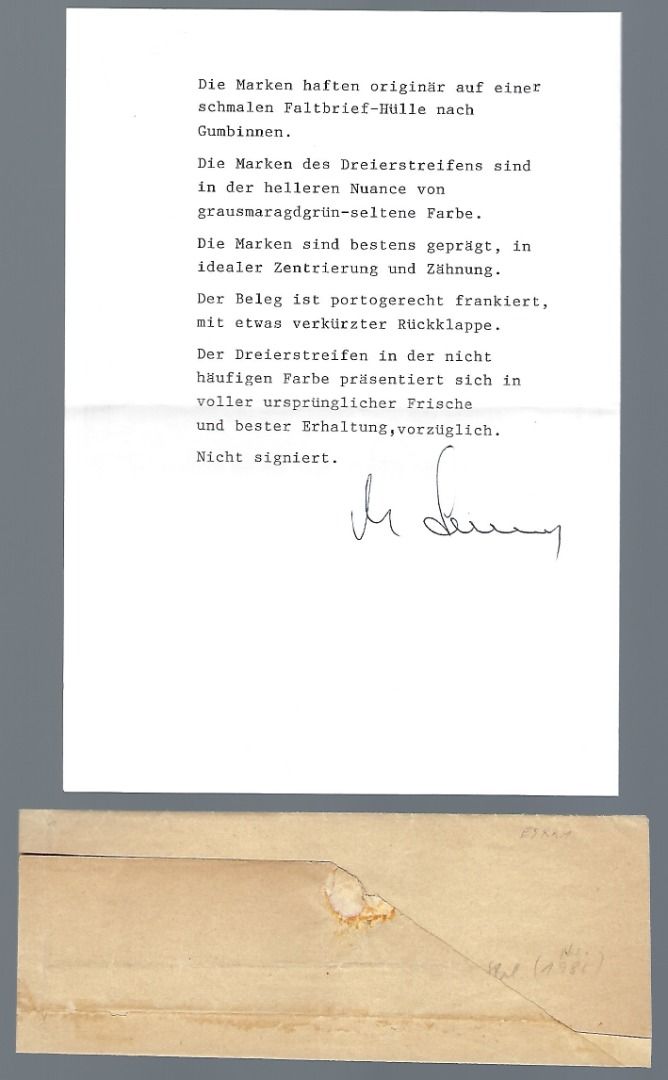 Die Marken haften originär auf einer
schmalen Faltbrief-Hülle nach
Gumbinnen.
Die Marken des Dreierstreifens sind
in der helleren Nuance von
grausmaragdgrün-seltene Farbe.
Die Marken sind bestens geprägt, in
idealer Zentrierung und Zähnung.
Der Beleg ist portogerecht frankiert,
mit etwas verkürzter Rückklappe.
Der Dreierstreifen in der nicht
häufigen Farbe präsentiert sich in
voller ursprünglicher Frische
und bester Erhaltung,vorzüglich.
Nicht signiert.